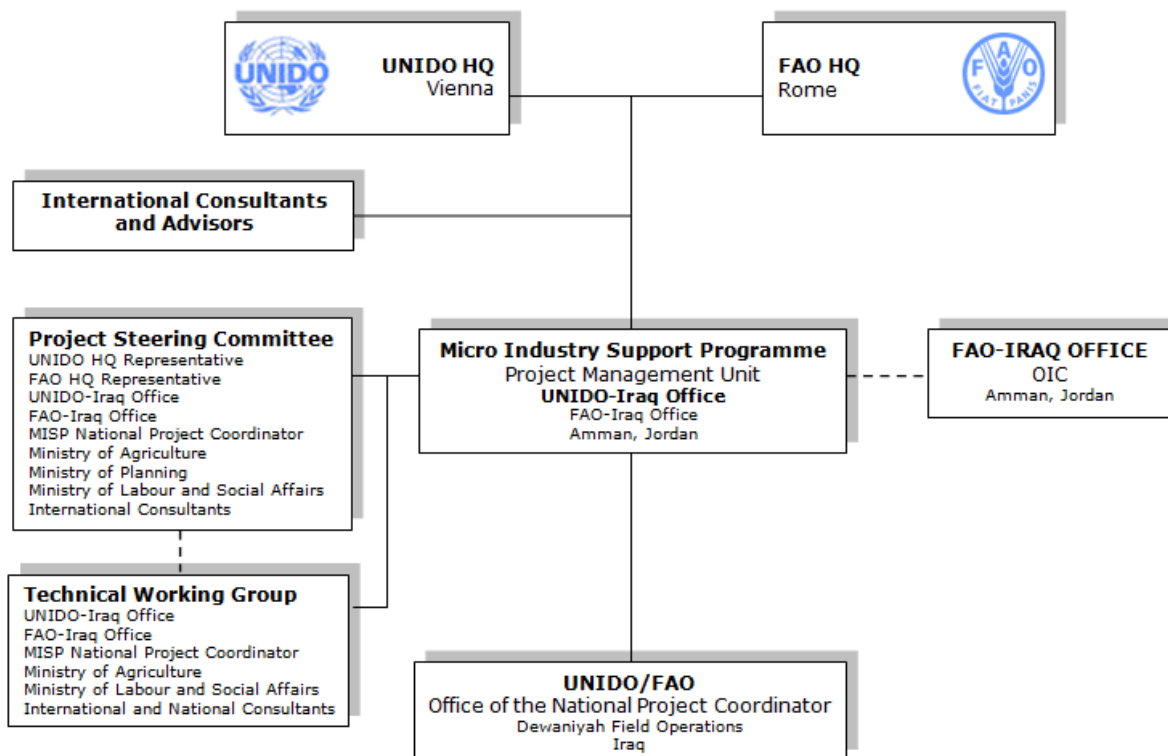 UNIDO
UNIDO HQ
Vienna
FAO HQ
Rome
F A O
FIAT PANIS
International Consultants
and Advisors
Project Steering Committee
UNIDO HQ Representative
FAO HQ Representative
UNIDO-Iraq Office
FAO-Iraq Office
MISP National Project Coordinator
Ministry of Agriculture
Ministry of Planning
Ministry of Labour and Social Affairs
International Consultants
Micro Industry Support Programme
Project Management Unit
UNIDO-Iraq Office
FAO-Iraq Office
Amman, Jordan
FAO-IRAQ OFFICE
OIC
Amman, Jordan
Technical Working Group
UNIDO-Iraq Office
FAO-Iraq Office
MISP National Project Coordinator
Ministry of Agriculture
Ministry of Labour and Social Affairs
International and National Consultants
UNIDO/FAO
Office of the National Project Coordinator
Dewaniyah Field Operations
Iraq